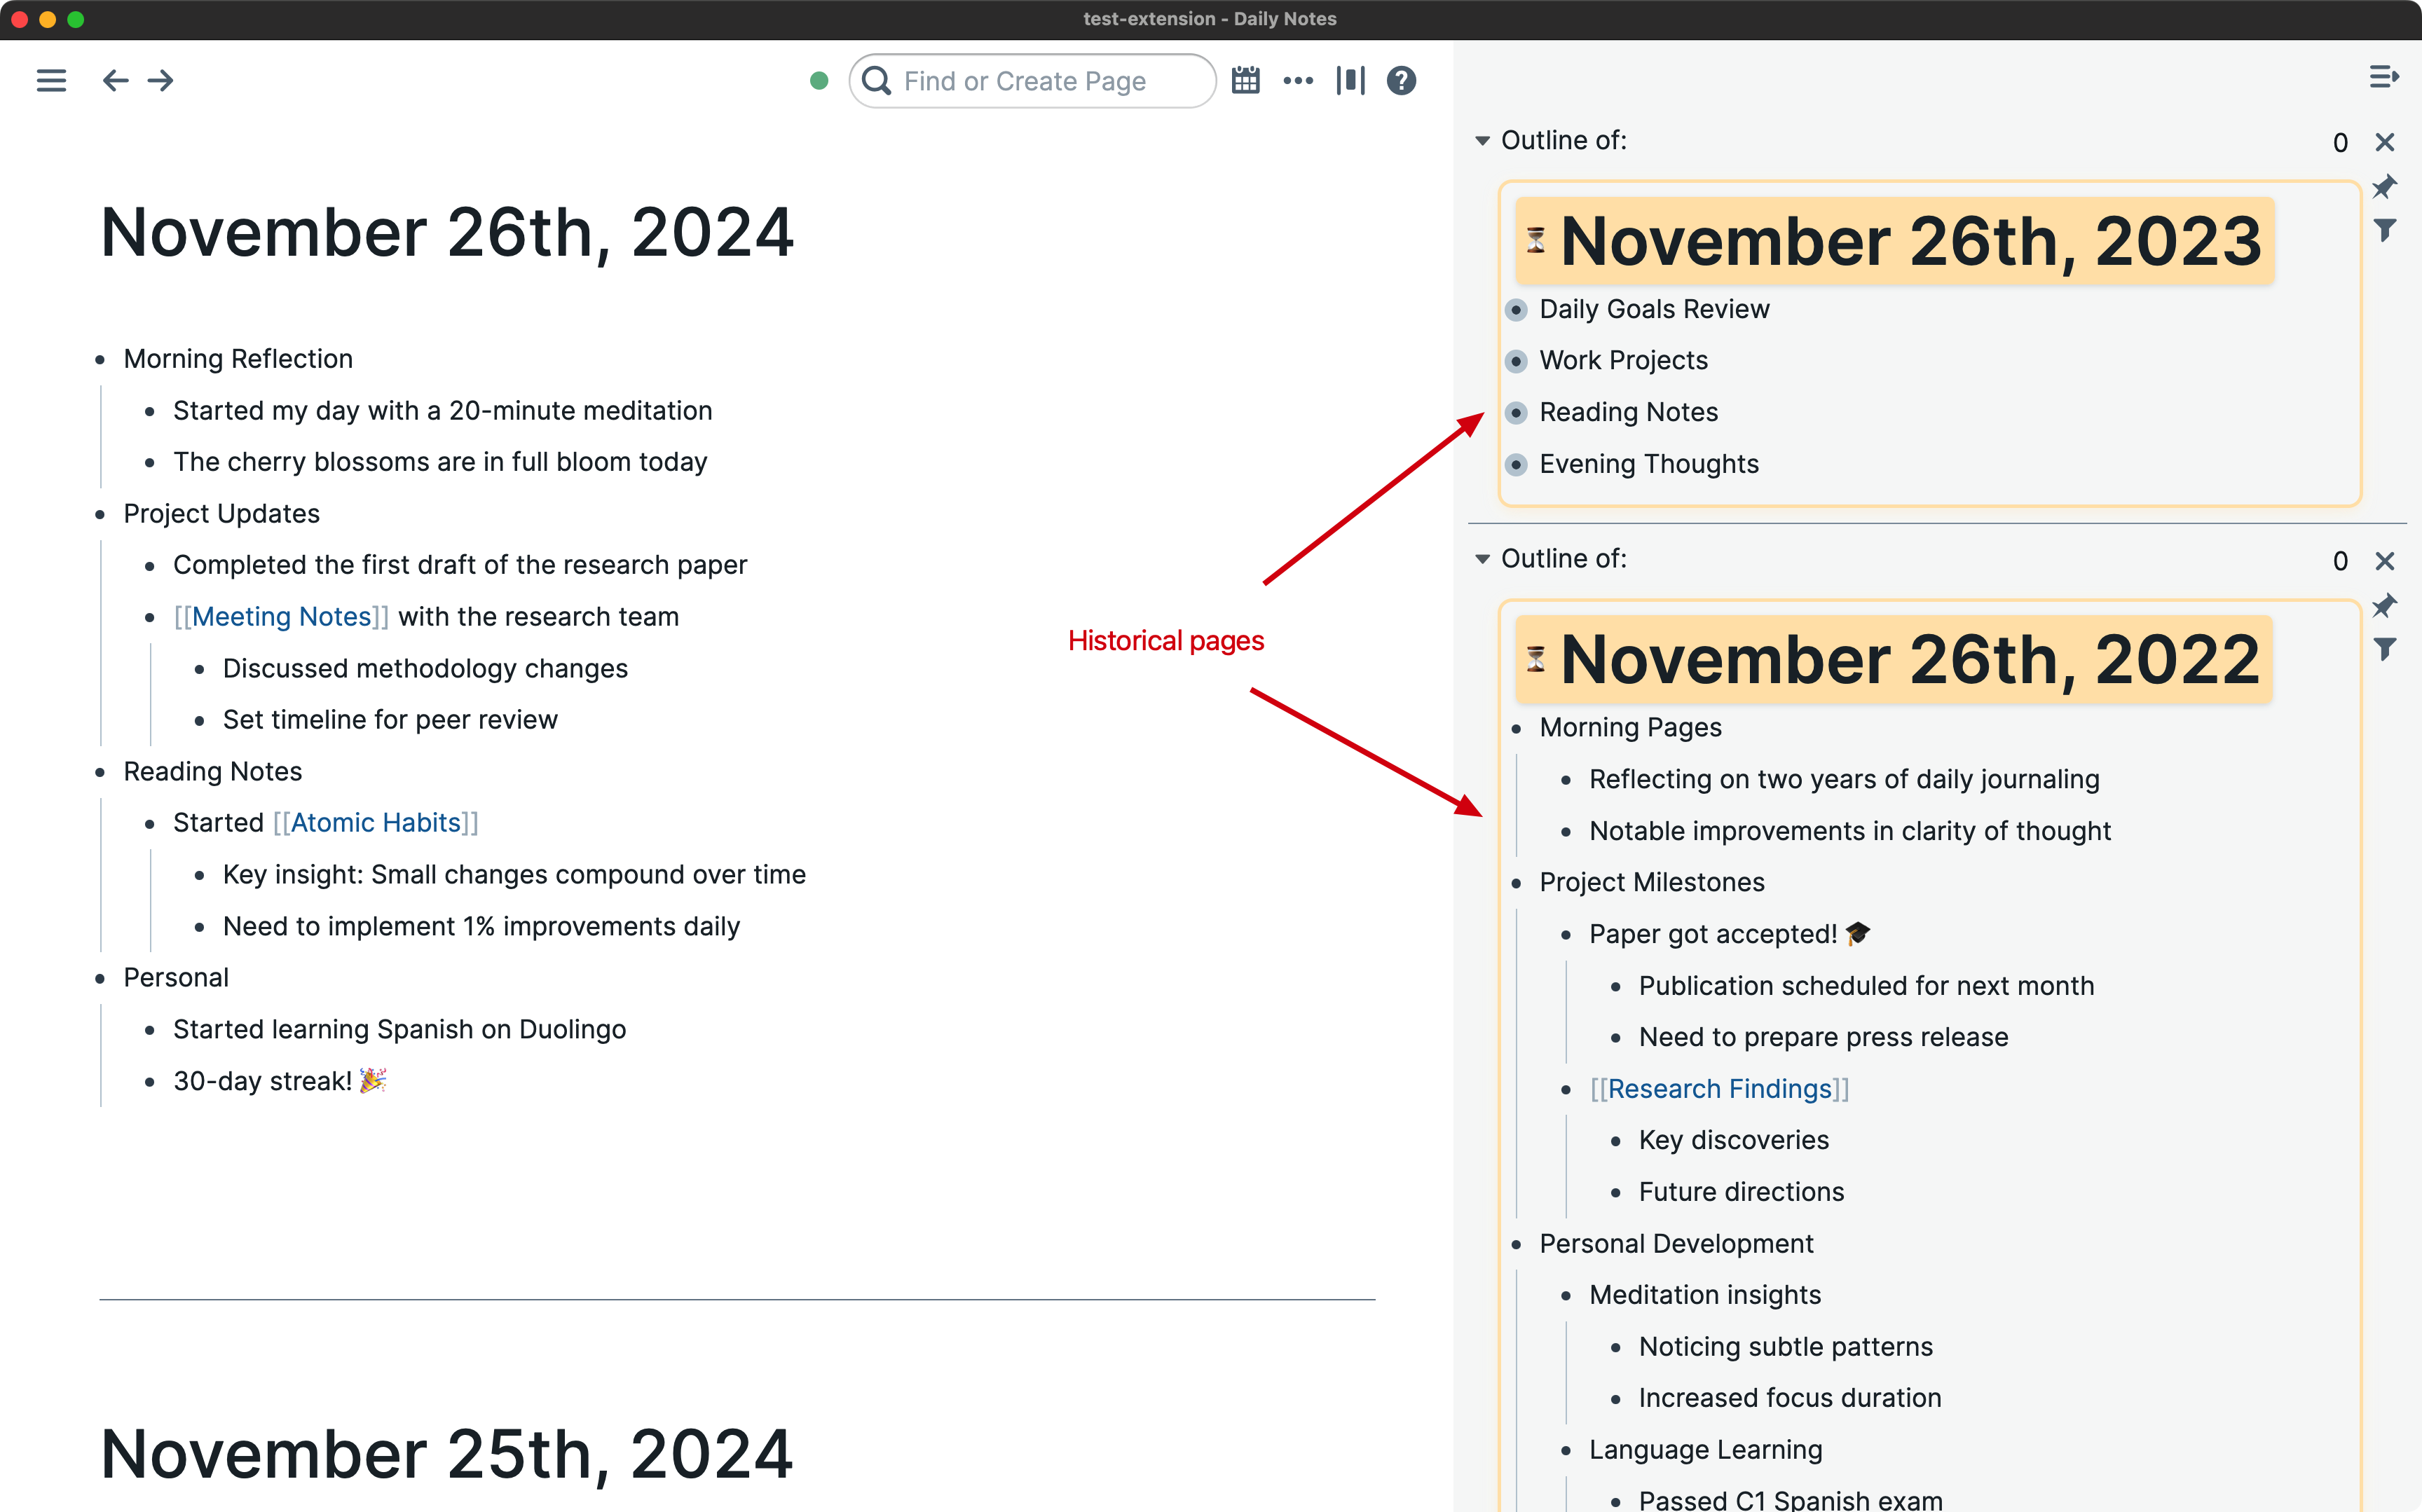 test-extension - Daily Notes
Find or Create Page
November 26th, 2024
Morning Reflection
Started my day with a 20-minute meditation
The cherry blossoms are in full bloom today
Project Updates
Completed the first draft of the research paper
[[Meeting Notes]] with the research team
Discussed methodology changes
Set timeline for peer review
Reading Notes
Started [[Atomic Habits]]
Key insight: Small changes compound over time
Need to implement 1% improvements daily
Personal
Started learning Spanish on Duolingo
30-day streak! 🎉
November 25th, 2024
Historical pages
Outline of:
0
⏳ November 26th, 2023
Daily Goals Review
Work Projects
Reading Notes
Evening Thoughts
Outline of:
0
⏳ November 26th, 2022
Morning Pages
Reflecting on two years of daily journaling
Notable improvements in clarity of thought
Project Milestones
Paper got accepted! 🎓
Publication scheduled for next month
Need to prepare press release
[[Research Findings]]
Key discoveries
Future directions
Personal Development
Meditation insights
Noticing subtle patterns
Increased focus duration
Language Learning
Passed C1 Spanish exam